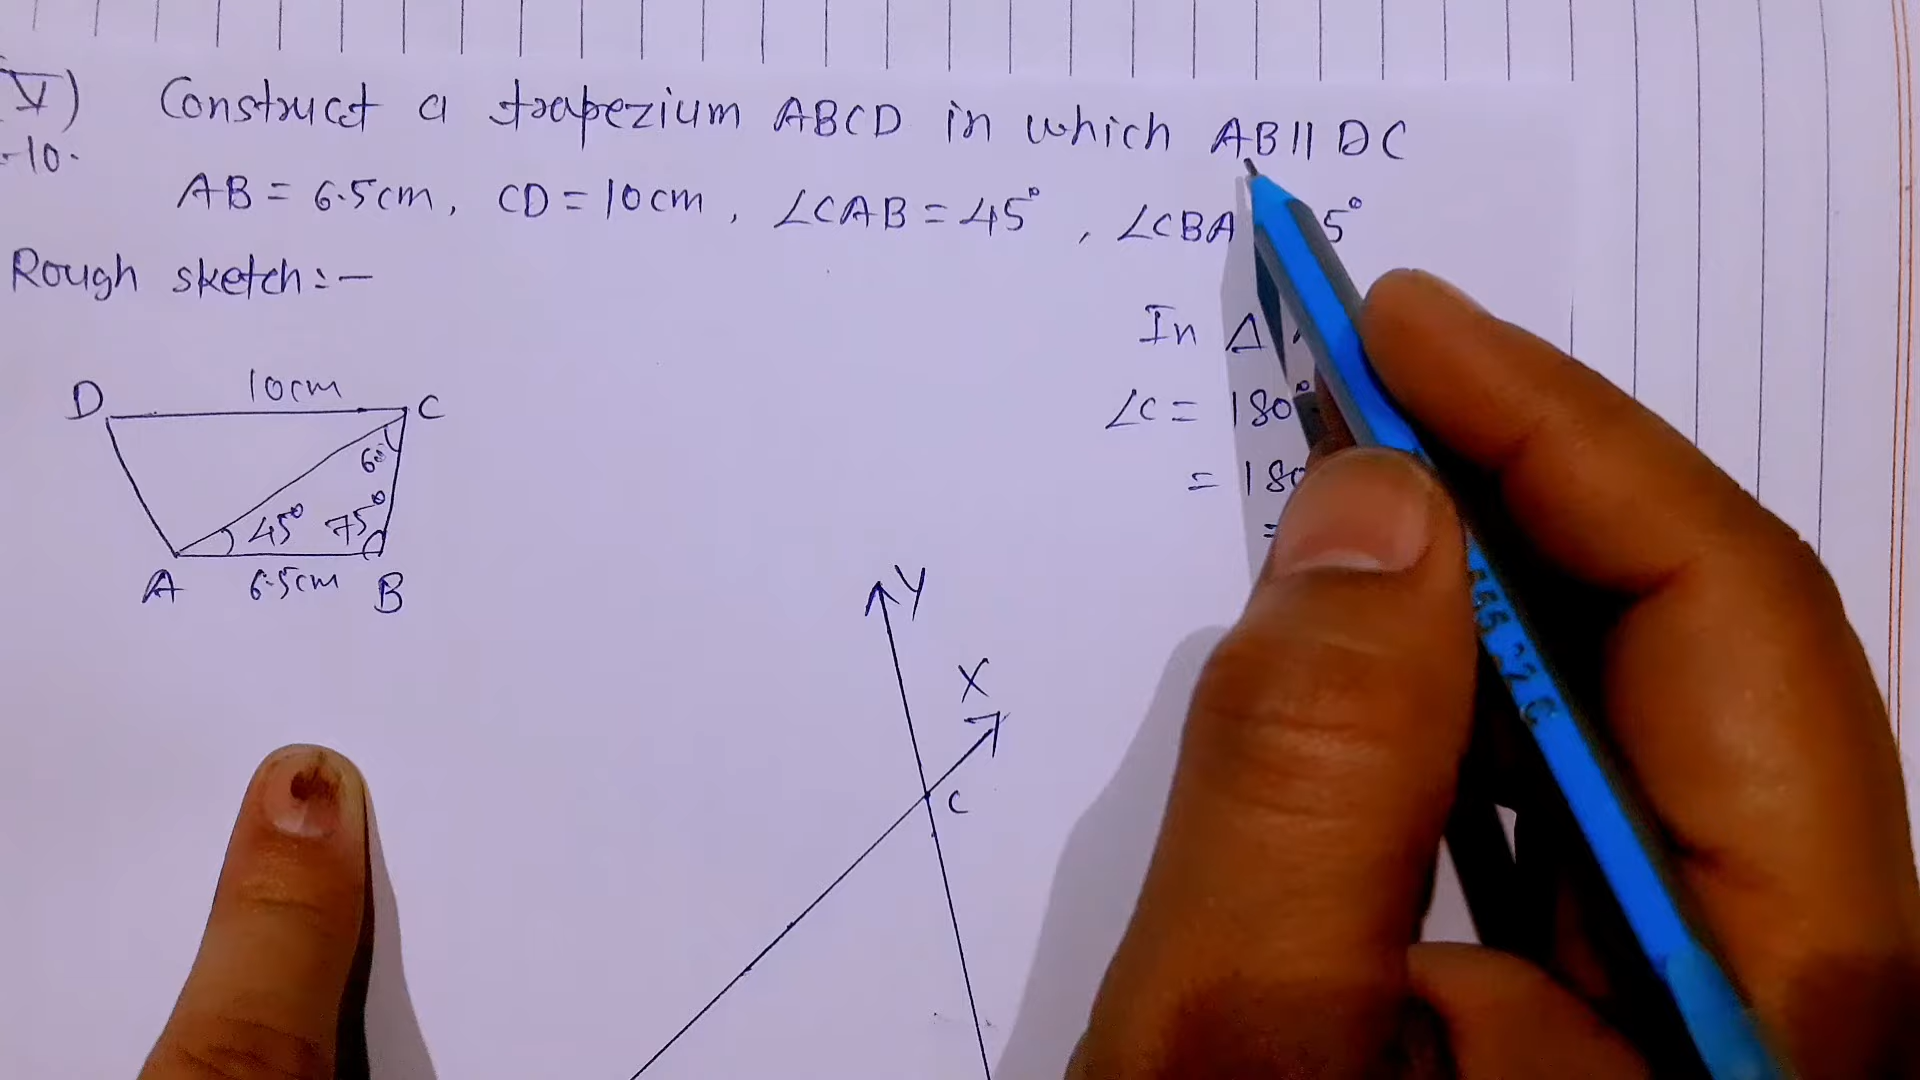 V) Construct a trapezium ABCD in which AB || DC
-10.
AB = 6.5cm, CD = 10cm, ∠CAB = 45°, ∠CBA 5°
Rough sketch:-
In Δ
∠C = 180°
= 180
=
10cm
D C
60
45° 75°
A 6.5cm B
Y
X
C